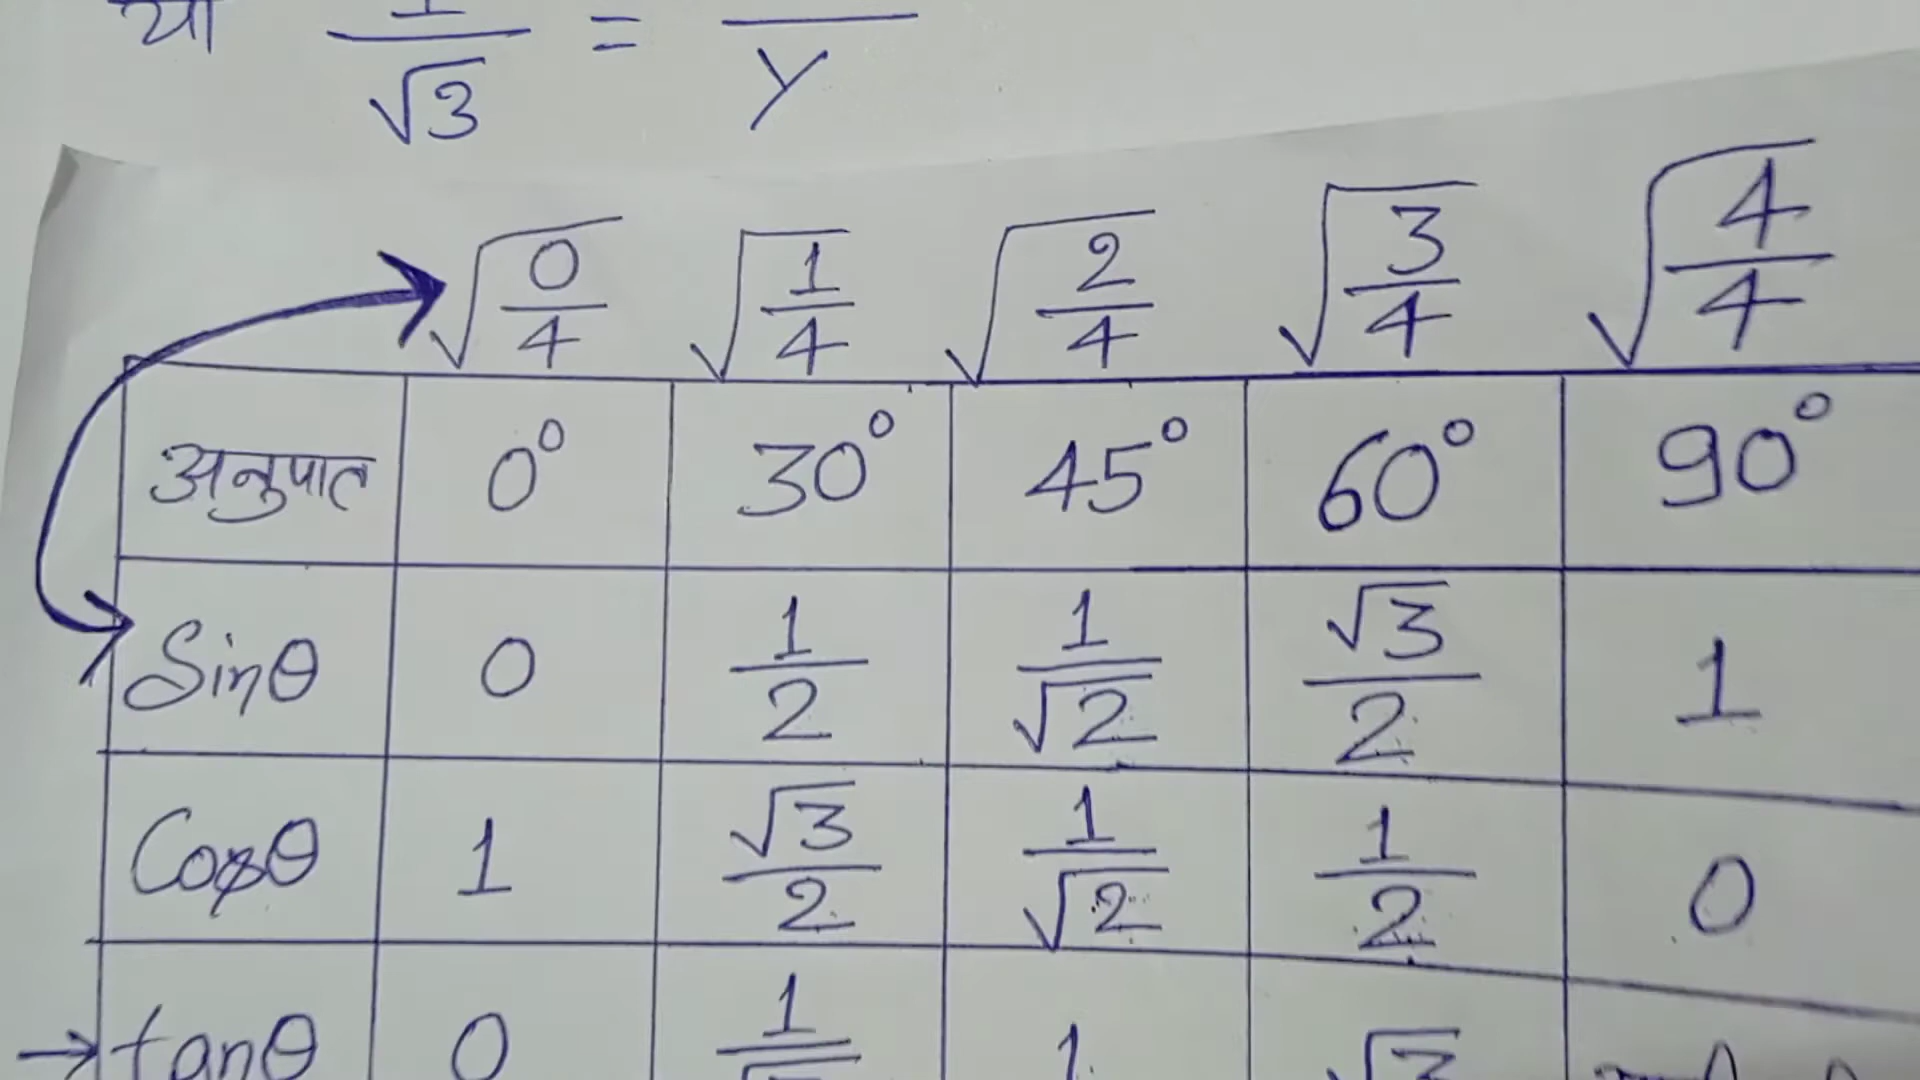 या 1/√3 = /y
√(0/4) √(1/4) √(2/4) √(3/4) √(4/4)
अनुपात 0° 30° 45° 60° 90°
Sinθ 0 1/2 1/√2 √3/2 1
Cosθ 1 √3/2 1/√2 1/2 0
→ tanθ 0 1/√ 1 √3